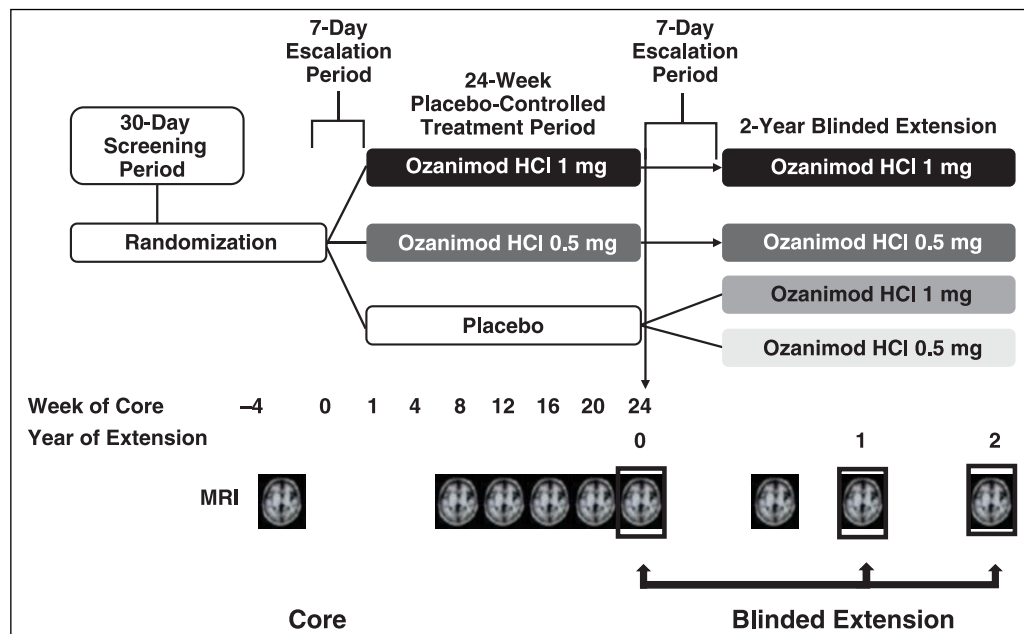 7-Day
Escalation
Period
7-Day
Escalation
Period
24-Week
Placebo-Controlled
Treatment Period
2-Year Blinded Extension
30-Day
Screening
Period
Randomization
Ozanimod HCl 1 mg
Ozanimod HCl 1 mg
Ozanimod HCl 0.5 mg
Ozanimod HCl 0.5 mg
Placebo
Ozanimod HCl 1 mg
Ozanimod HCl 0.5 mg
Week of Core –4 0 1 4 8 12 16 20 24
Year of Extension 0 1 2
MRI
Core
Blinded Extension